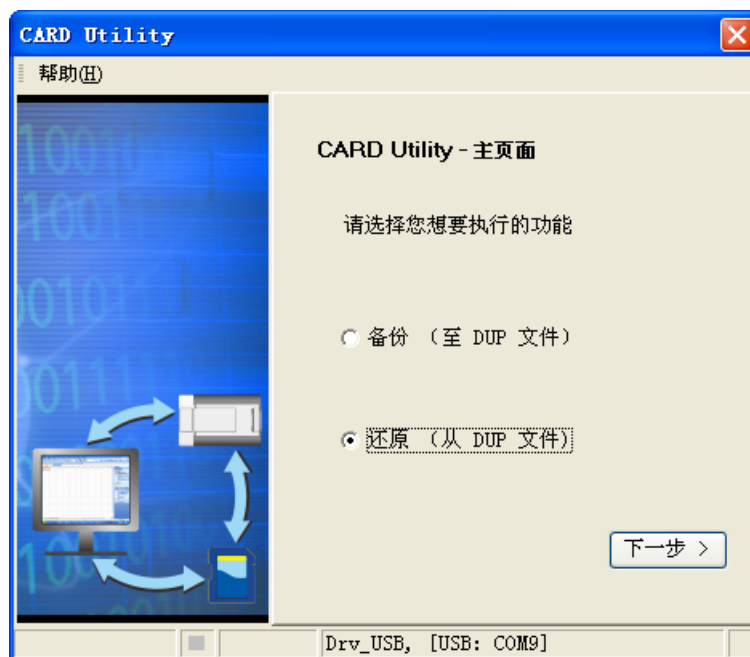 CARD Utility
帮助(H)
CARD Utility - 主页面
请选择您想要执行的功能
备份 （至 DUP 文件）
还原 （从 DUP 文件）
下一步 >
Drv_USB, [USB: COM9]